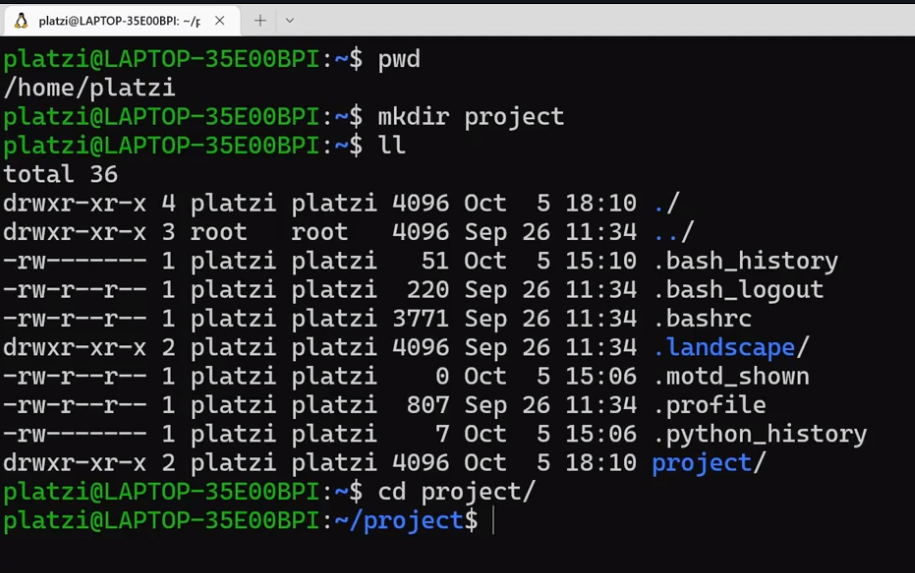 platzi@LAPTOP-35E00BPI: ~/p
platzi@LAPTOP-35E00BPI:~$ pwd
/home/platzi
platzi@LAPTOP-35E00BPI:~$ mkdir project
platzi@LAPTOP-35E00BPI:~$ ll
total 36
drwxr-xr-x 4 platzi platzi 4096 Oct  5 18:10 ./
drwxr-xr-x 3 root   root   4096 Sep 26 11:34 ../
-rw------- 1 platzi platzi   51 Oct  5 15:10 .bash_history
-rw-r--r-- 1 platzi platzi  220 Sep 26 11:34 .bash_logout
-rw-r--r-- 1 platzi platzi 3771 Sep 26 11:34 .bashrc
drwxr-xr-x 2 platzi platzi 4096 Sep 26 11:34 .landscape/
-rw-r--r-- 1 platzi platzi    0 Oct  5 15:06 .motd_shown
-rw-r--r-- 1 platzi platzi  807 Sep 26 11:34 .profile
-rw------- 1 platzi platzi    7 Oct  5 15:06 .python_history
drwxr-xr-x 2 platzi platzi 4096 Oct  5 18:10 project/
platzi@LAPTOP-35E00BPI:~$ cd project/
platzi@LAPTOP-35E00BPI:~/project$